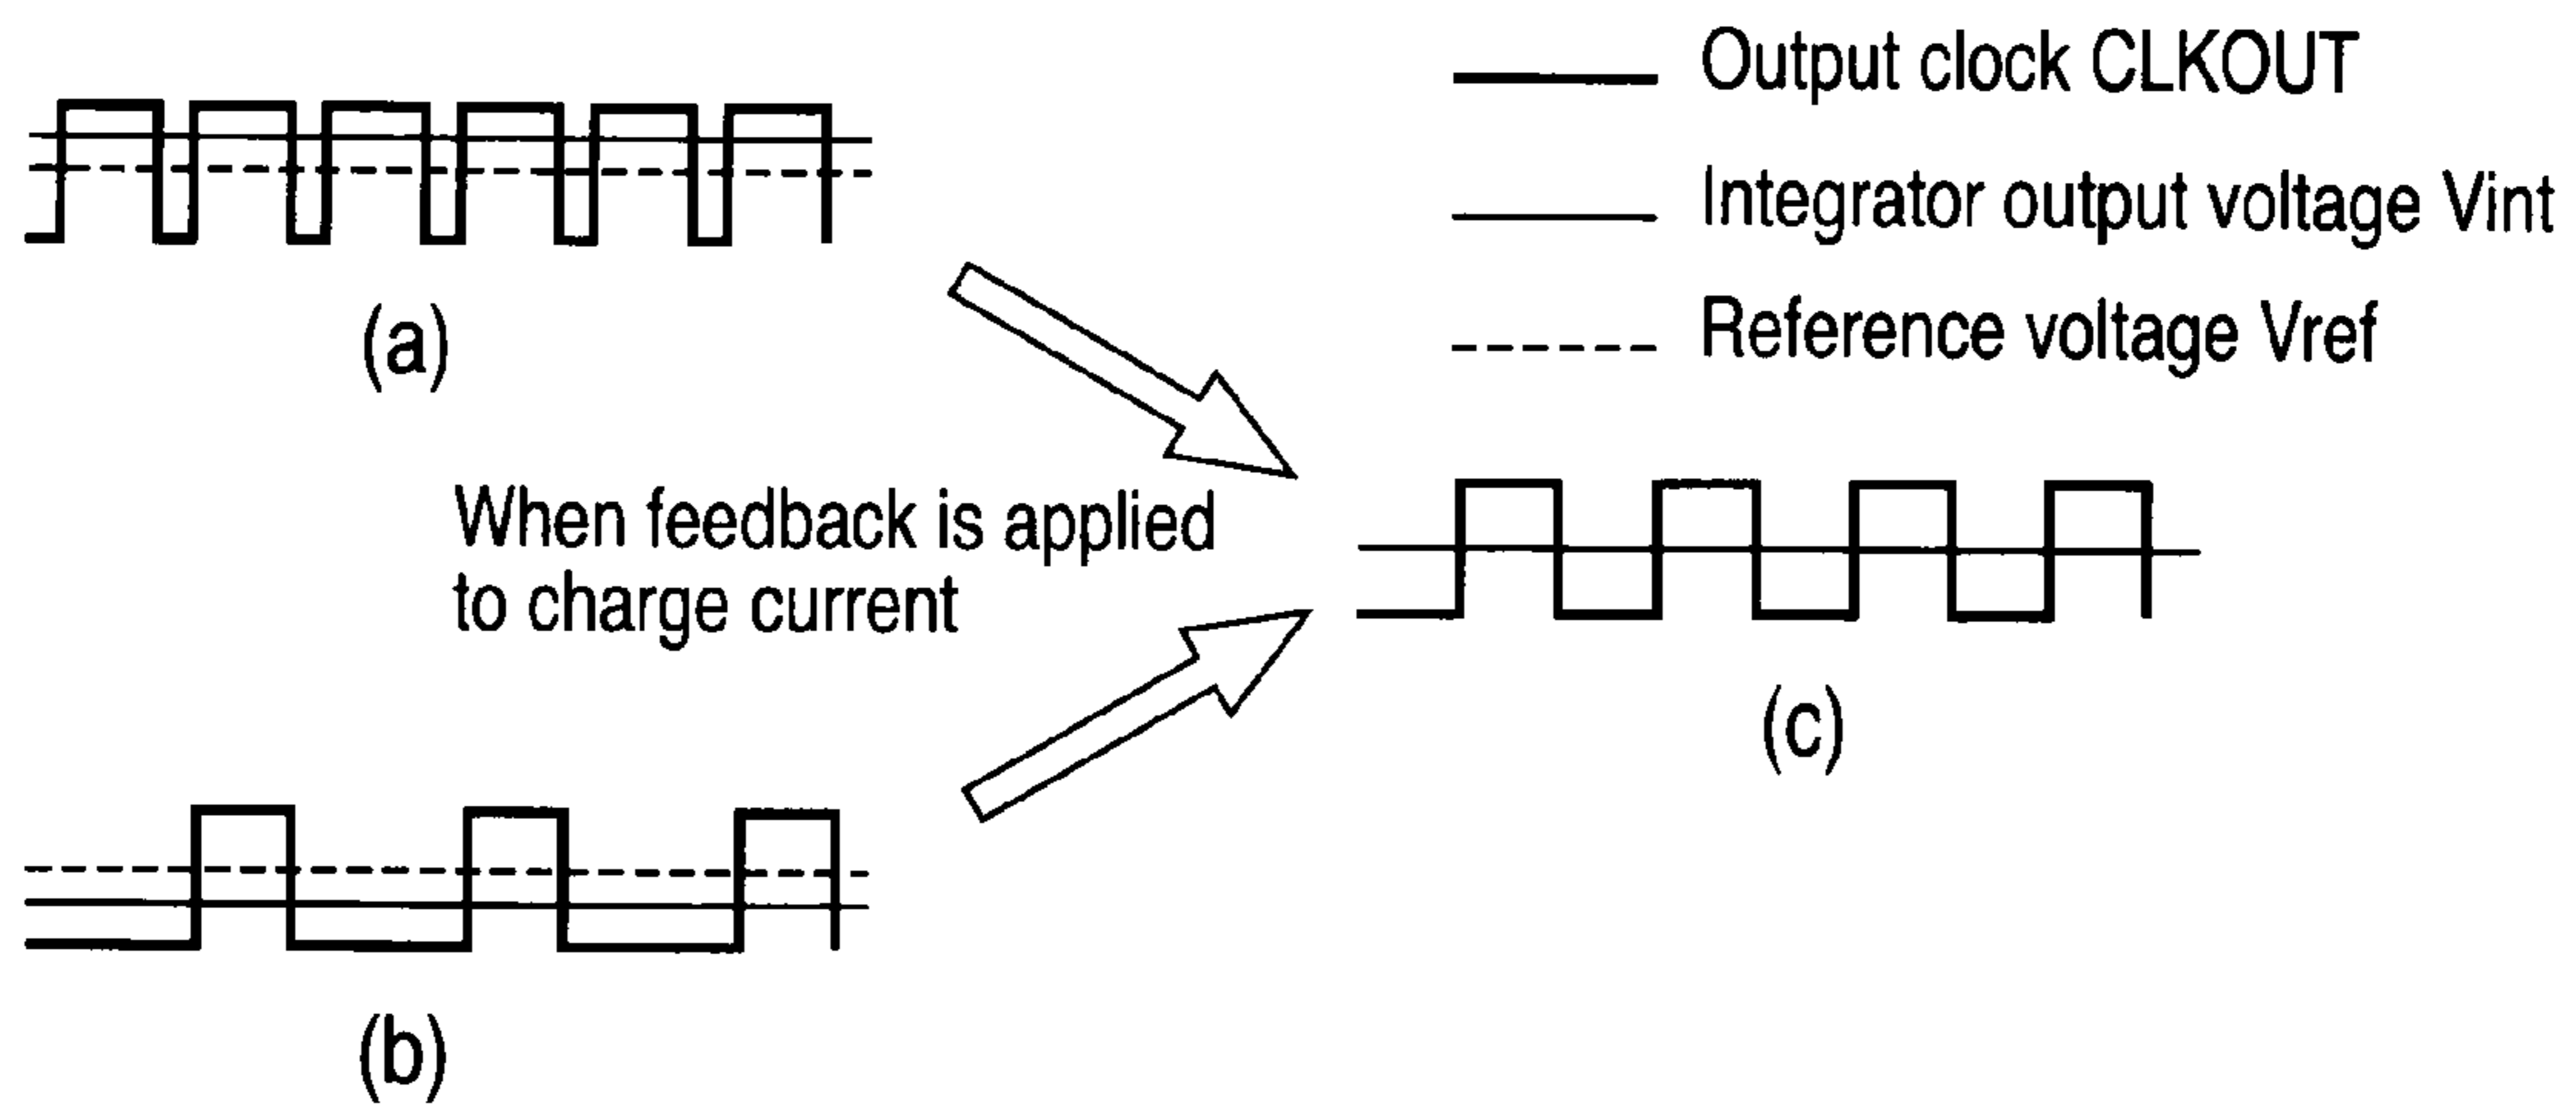 Output clock CLKOUT
Integrator output voltage Vint
Reference voltage Vref
(a)
When feedback is applied
to charge current
(c)
(b)